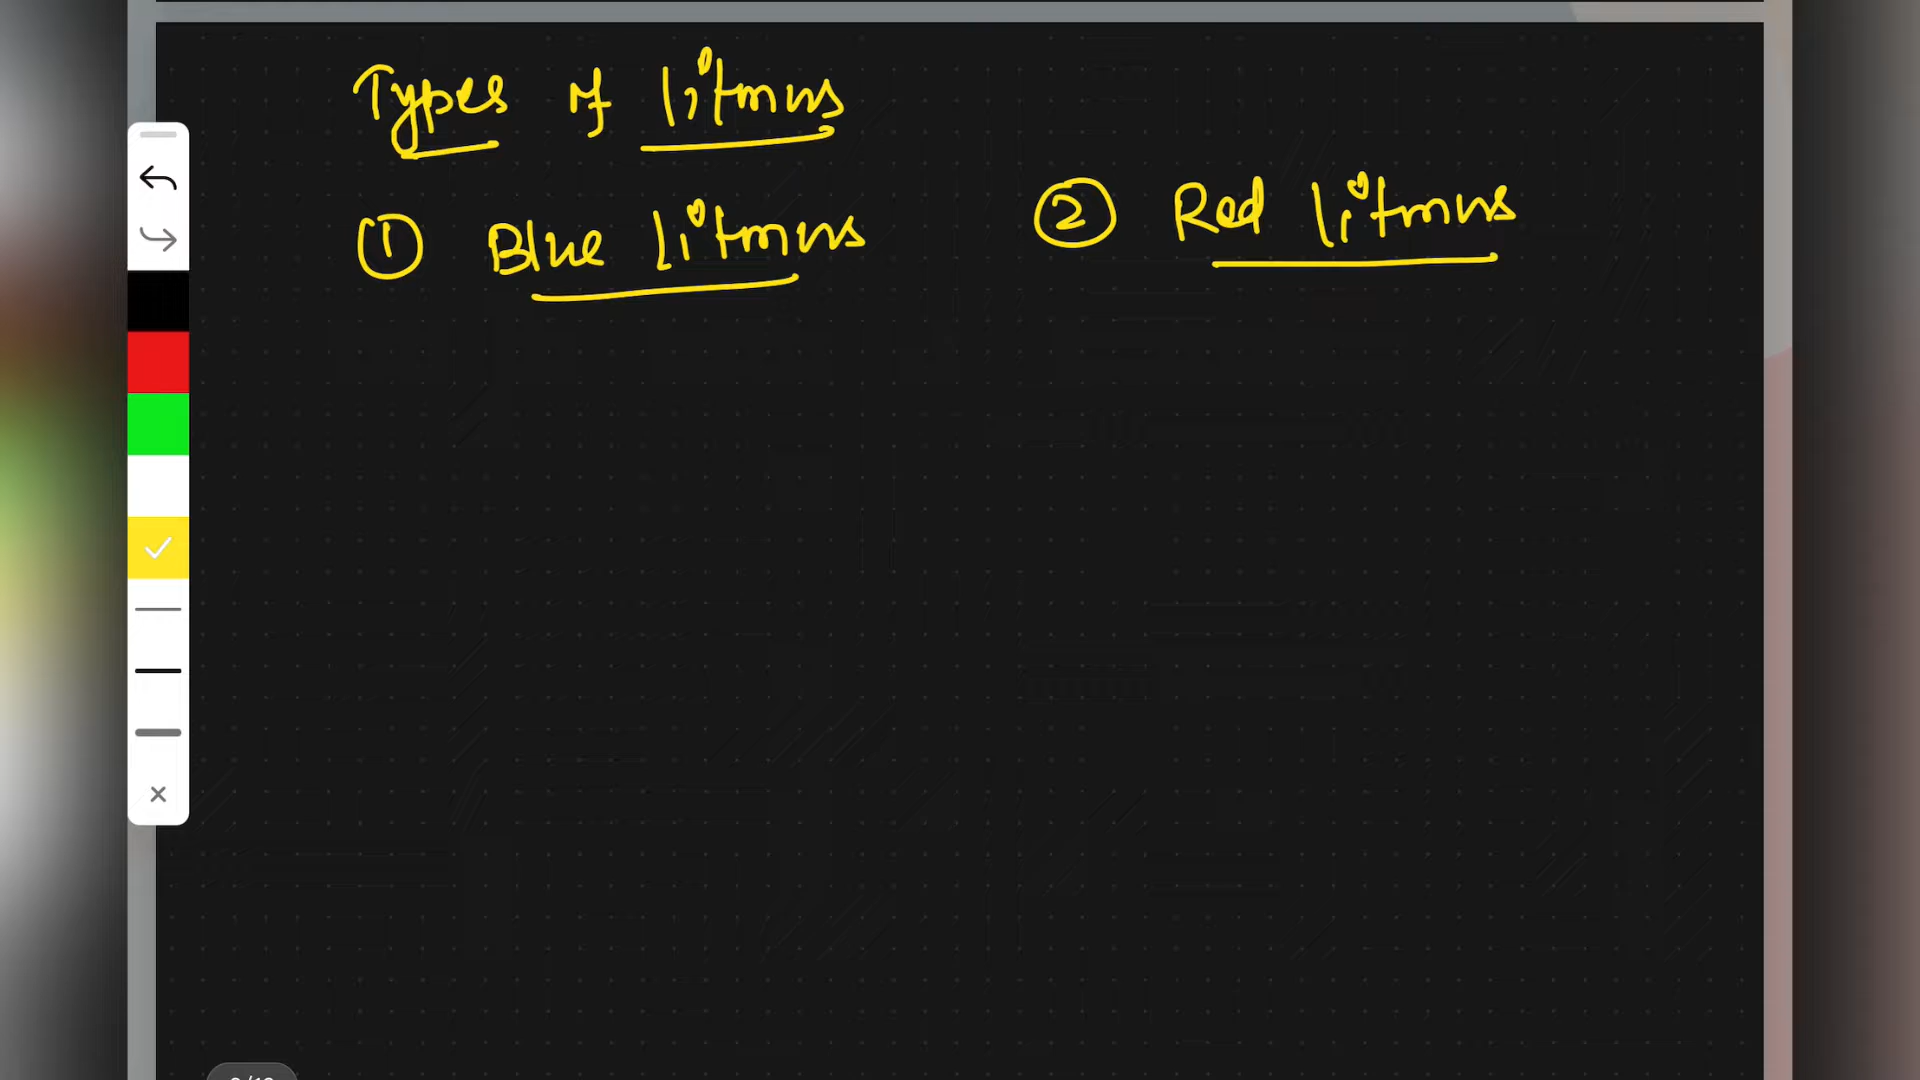 Types of litmus
① Blue litmus
② Red litmus